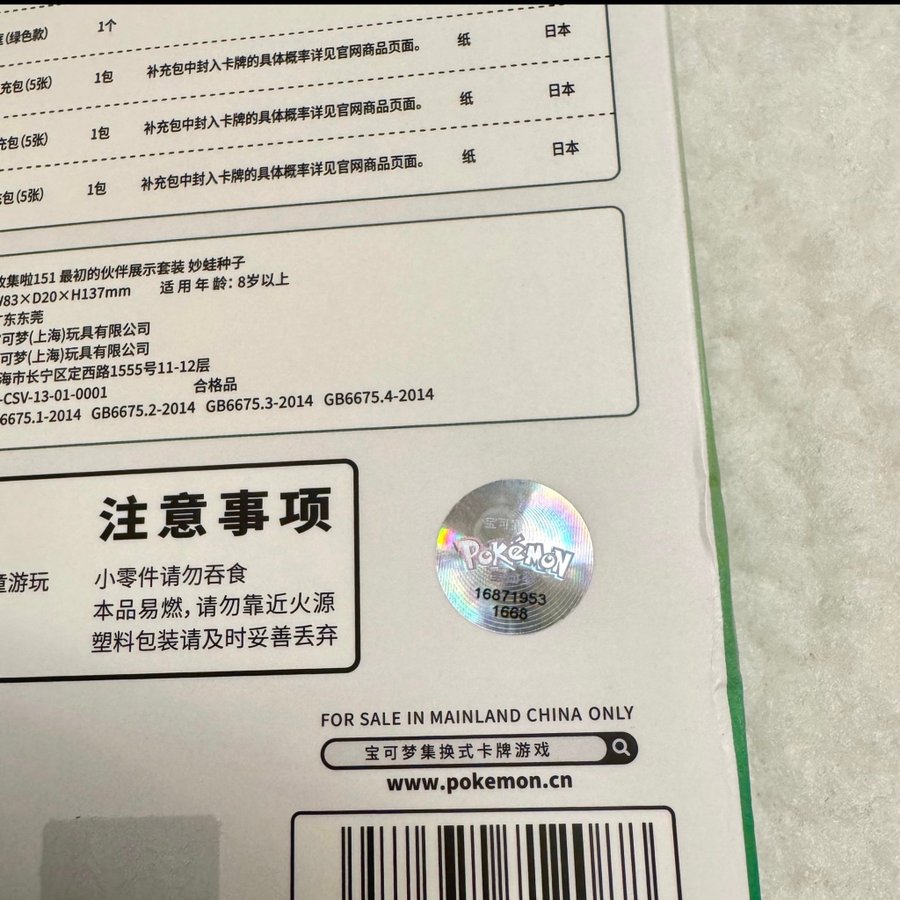 (绿色款) 1个
充包(5张) 1包 补充包中封入卡牌的具体概率详见官网商品页面。 纸 日本
充包(5张) 1包 补充包中封入卡牌的具体概率详见官网商品页面。 纸 日本
充包(5张) 1包 补充包中封入卡牌的具体概率详见官网商品页面。 纸 日本
收集啦151 最初的伙伴展示套装 妙蛙种子
W83×D20×H137mm 适用年龄：8岁以上
广东东莞
可梦(上海)玩具有限公司
可梦(上海)玩具有限公司
海市长宁区定西路1555号11-12层
-CSV-13-01-0001 合格品
6675.1-2014 GB6675.2-2014 GB6675.3-2014 GB6675.4-2014
注意事项
童游玩 小零件请勿吞食
本品易燃，请勿靠近火源
塑料包装请及时妥善丢弃
宝可
POKéMON
16871953
1668
FOR SALE IN MAINLAND CHINA ONLY
宝可梦集换式卡牌游戏
www.pokemon.cn